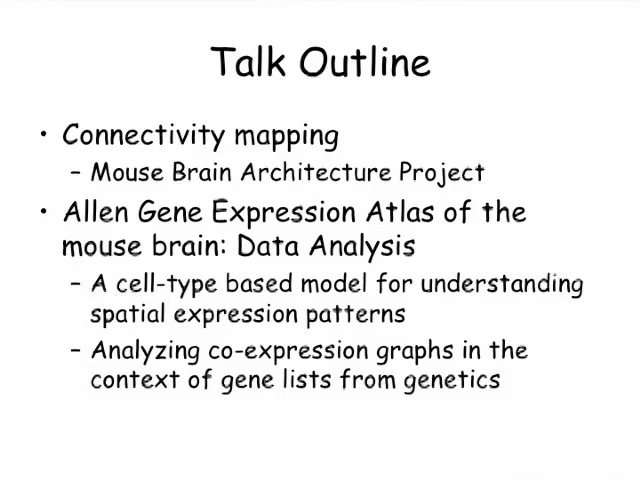 Talk Outline
• Connectivity mapping
– Mouse Brain Architecture Project
• Allen Gene Expression Atlas of the
mouse brain: Data Analysis
– A cell-type based model for understanding
spatial expression patterns
– Analyzing co-expression graphs in the
context of gene lists from genetics